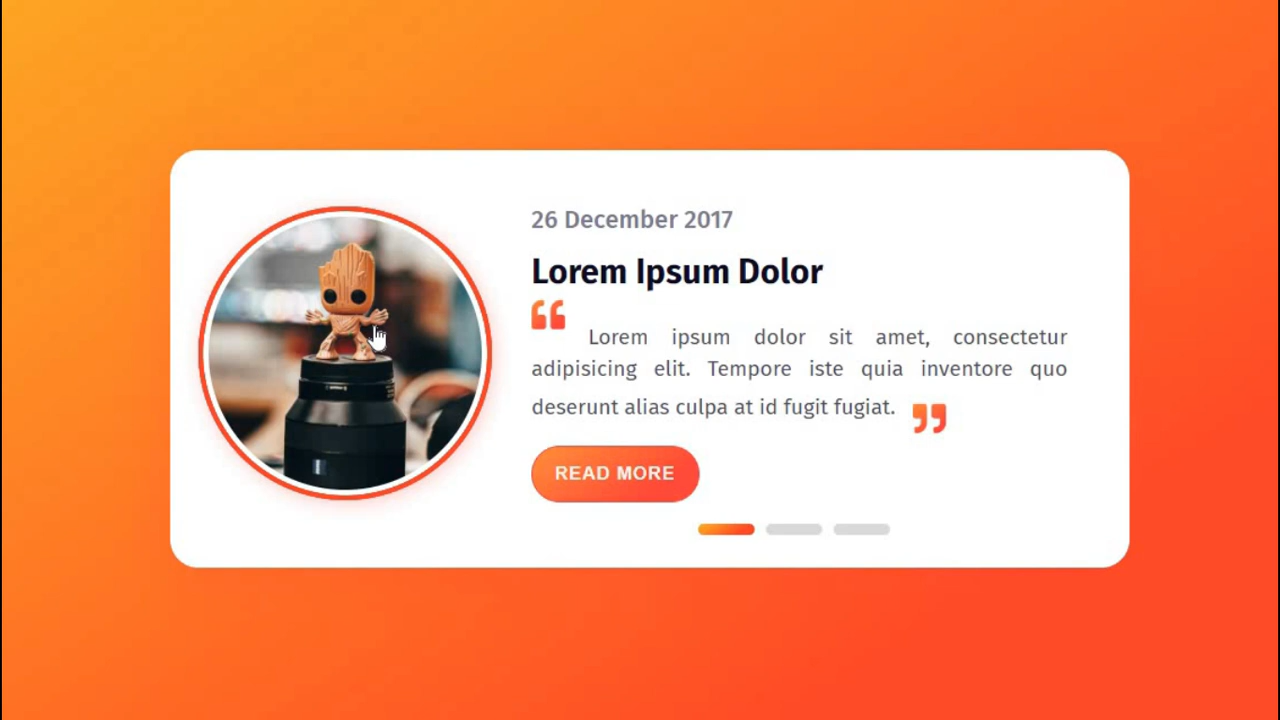 26 December 2017
Lorem Ipsum Dolor
“ Lorem ipsum dolor sit amet, consectetur
adipisicing elit. Tempore iste quia inventore quo
deserunt alias culpa at id fugit fugiat. ”
READ MORE